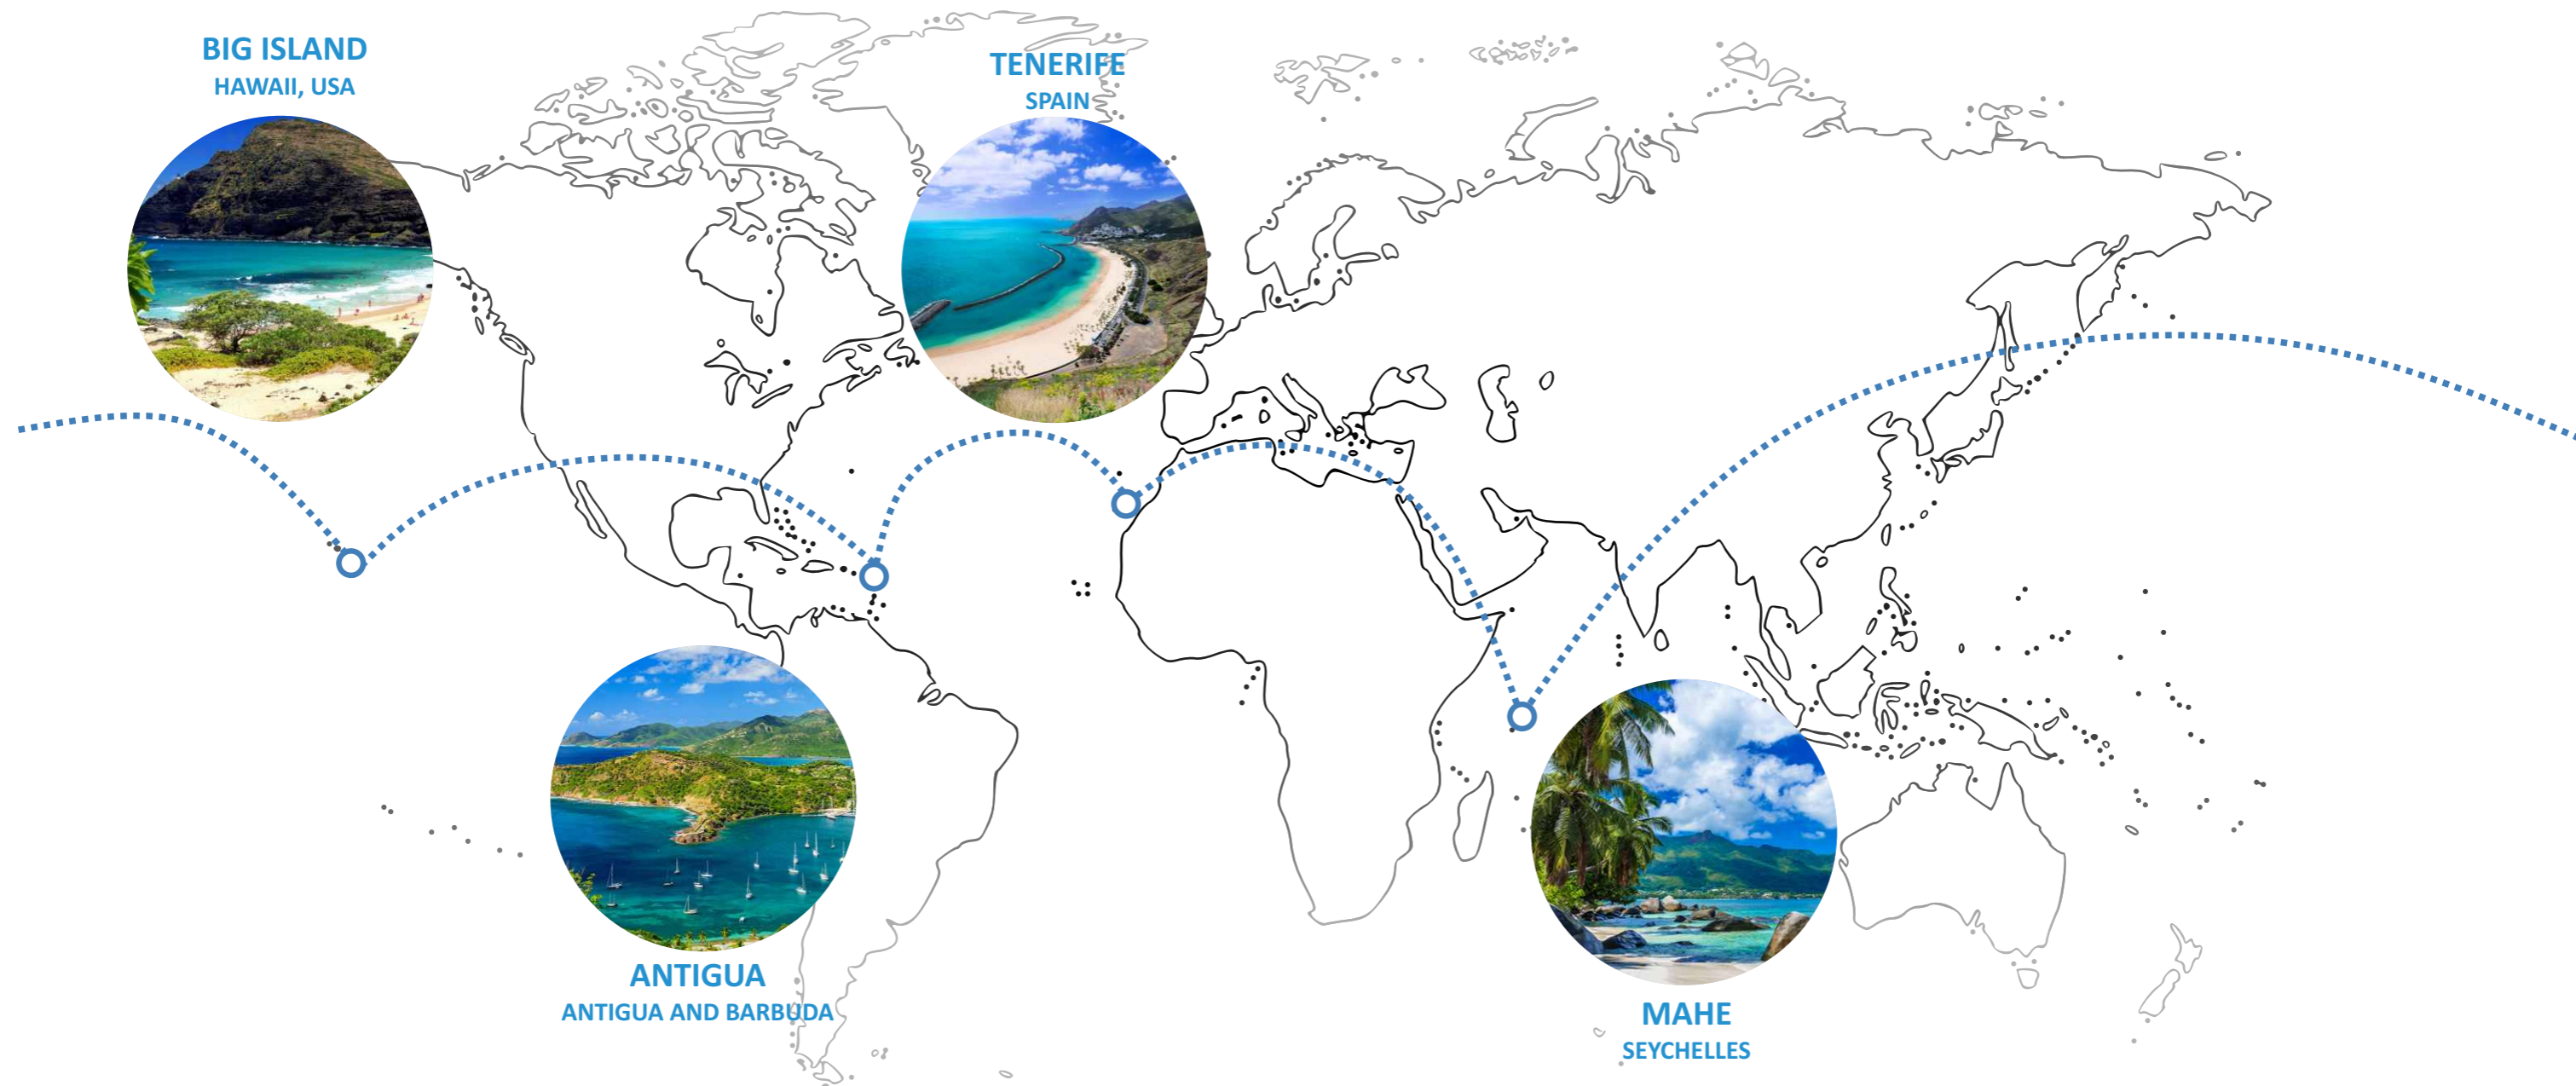 BIG ISLAND
HAWAII, USA
TENERIFE
SPAIN
ANTIGUA
ANTIGUA AND BARBUDA
MAHE
SEYCHELLES